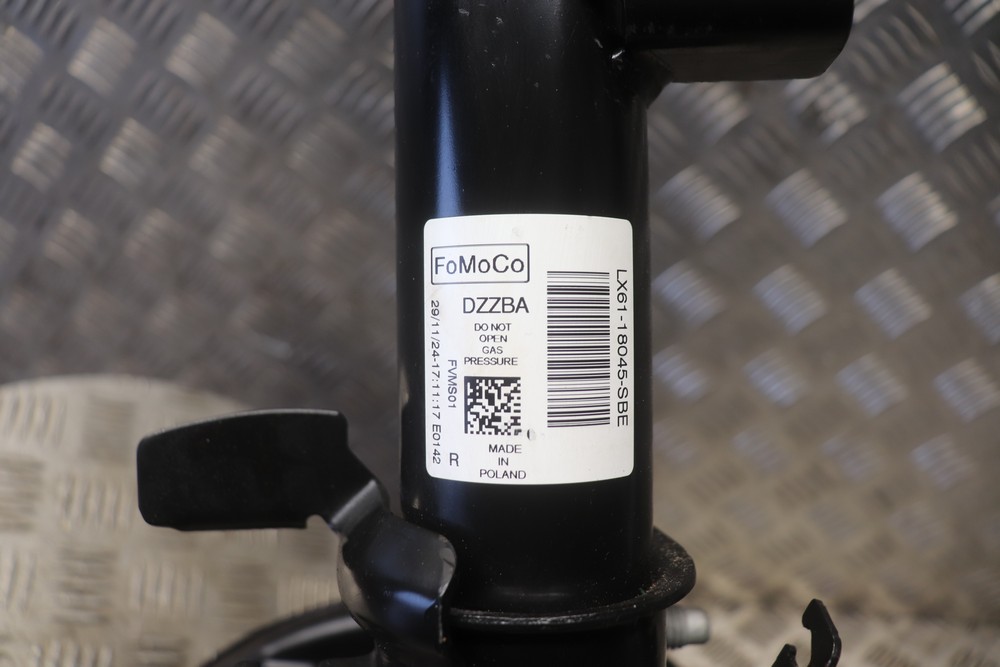 FoMoCo
DZZBA
DO NOT
OPEN
GAS
PRESSURE
29/11/24-17:11:17 E0142
FVMS01
R
MADE
IN
POLAND
LX61-18045-SBE